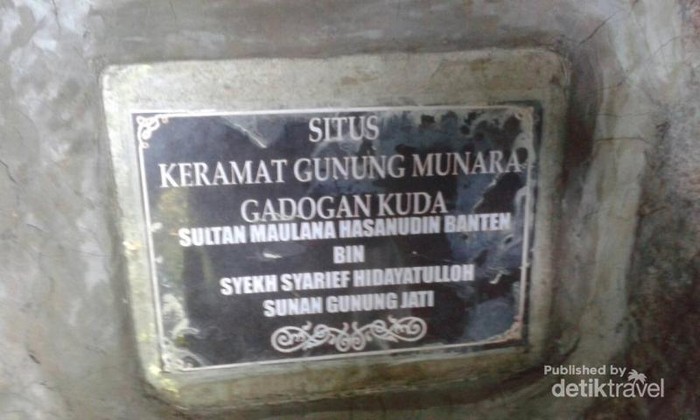 SITUS
KERAMAT GUNUNG MUNARA
GADOGAN KUDA
SULTAN MAULANA HASANUDIN BANTEN
BIN
SYEKH SYARIEF HIDAYATULLOH
SUNAN GUNUNG JATI
Published by
detiktravel